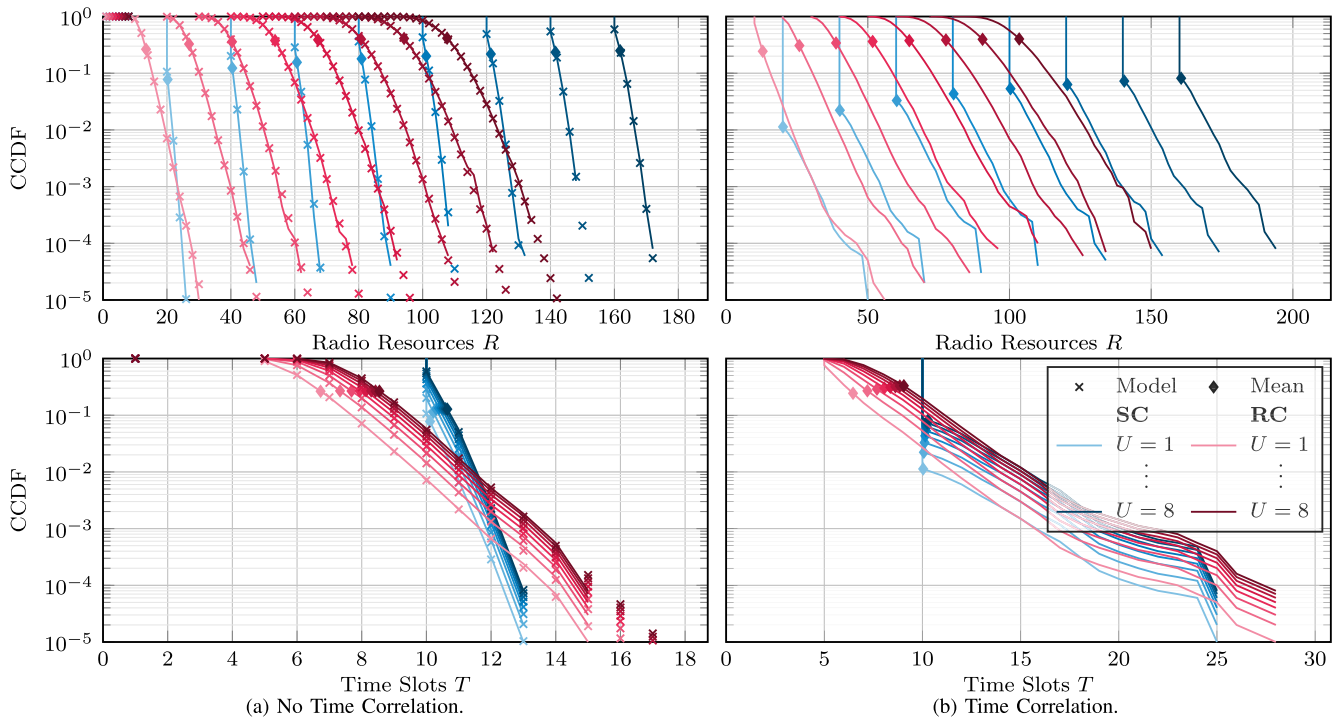 CCDF
10^0
10^-1
10^-2
10^-3
10^-4
10^-5
0 20 40 60 80 100 120 140 160 180
Radio Resources R
0 50 100 150 200
Radio Resources R
CCDF
10^0
10^-1
10^-2
10^-3
10^-4
10^-5
0 2 4 6 8 10 12 14 16 18
Time Slots T
(a) No Time Correlation.
Model Mean
SC RC
U = 1 U = 1
⋮ ⋮
U = 8 U = 8
0 5 10 15 20 25 30
Time Slots T
(b) Time Correlation.